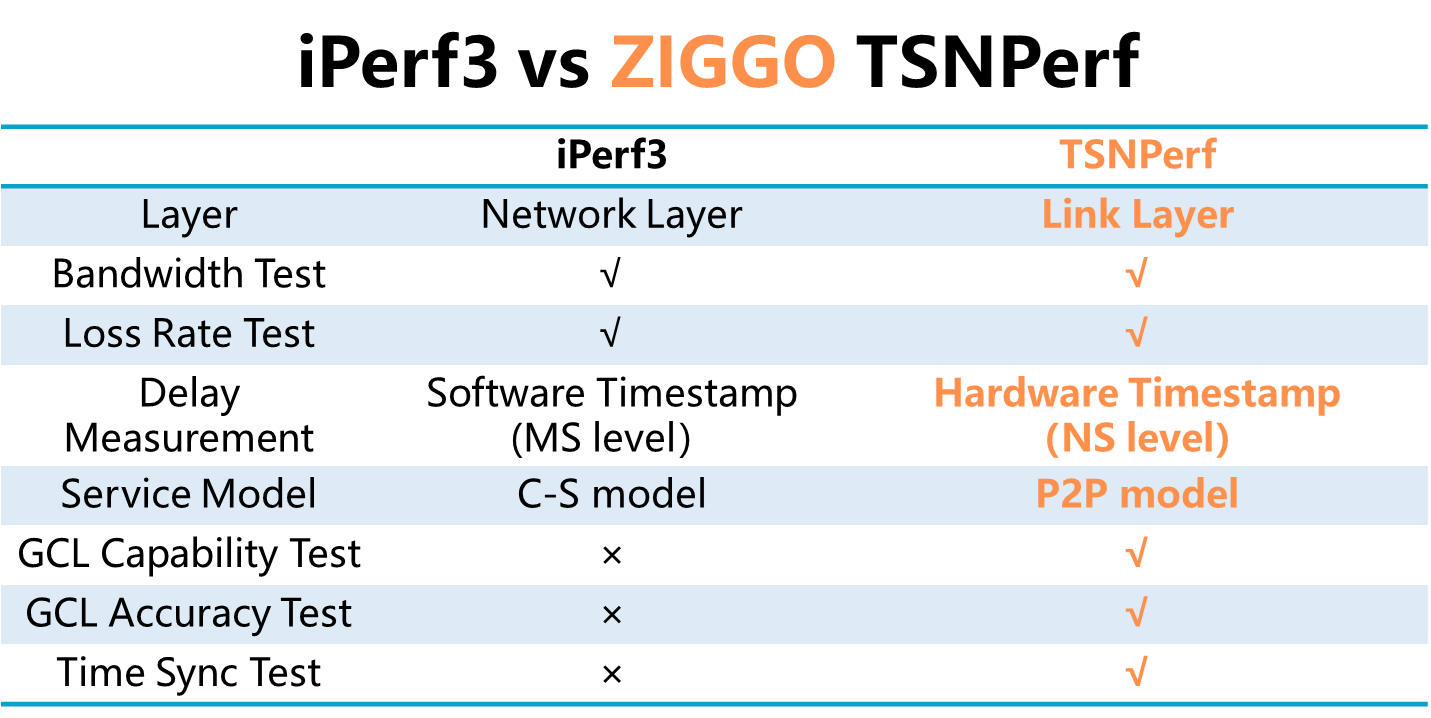 iPerf3 vs ZIGGO TSNPerf
iPerf3 TSNPerf
Layer Network Layer Link Layer
Bandwidth Test √ √
Loss Rate Test √ √
Delay Software Timestamp Hardware Timestamp
Measurement (MS level) (NS level)
Service Model C-S model P2P model
GCL Capability Test × √
GCL Accuracy Test × √
Time Sync Test × √